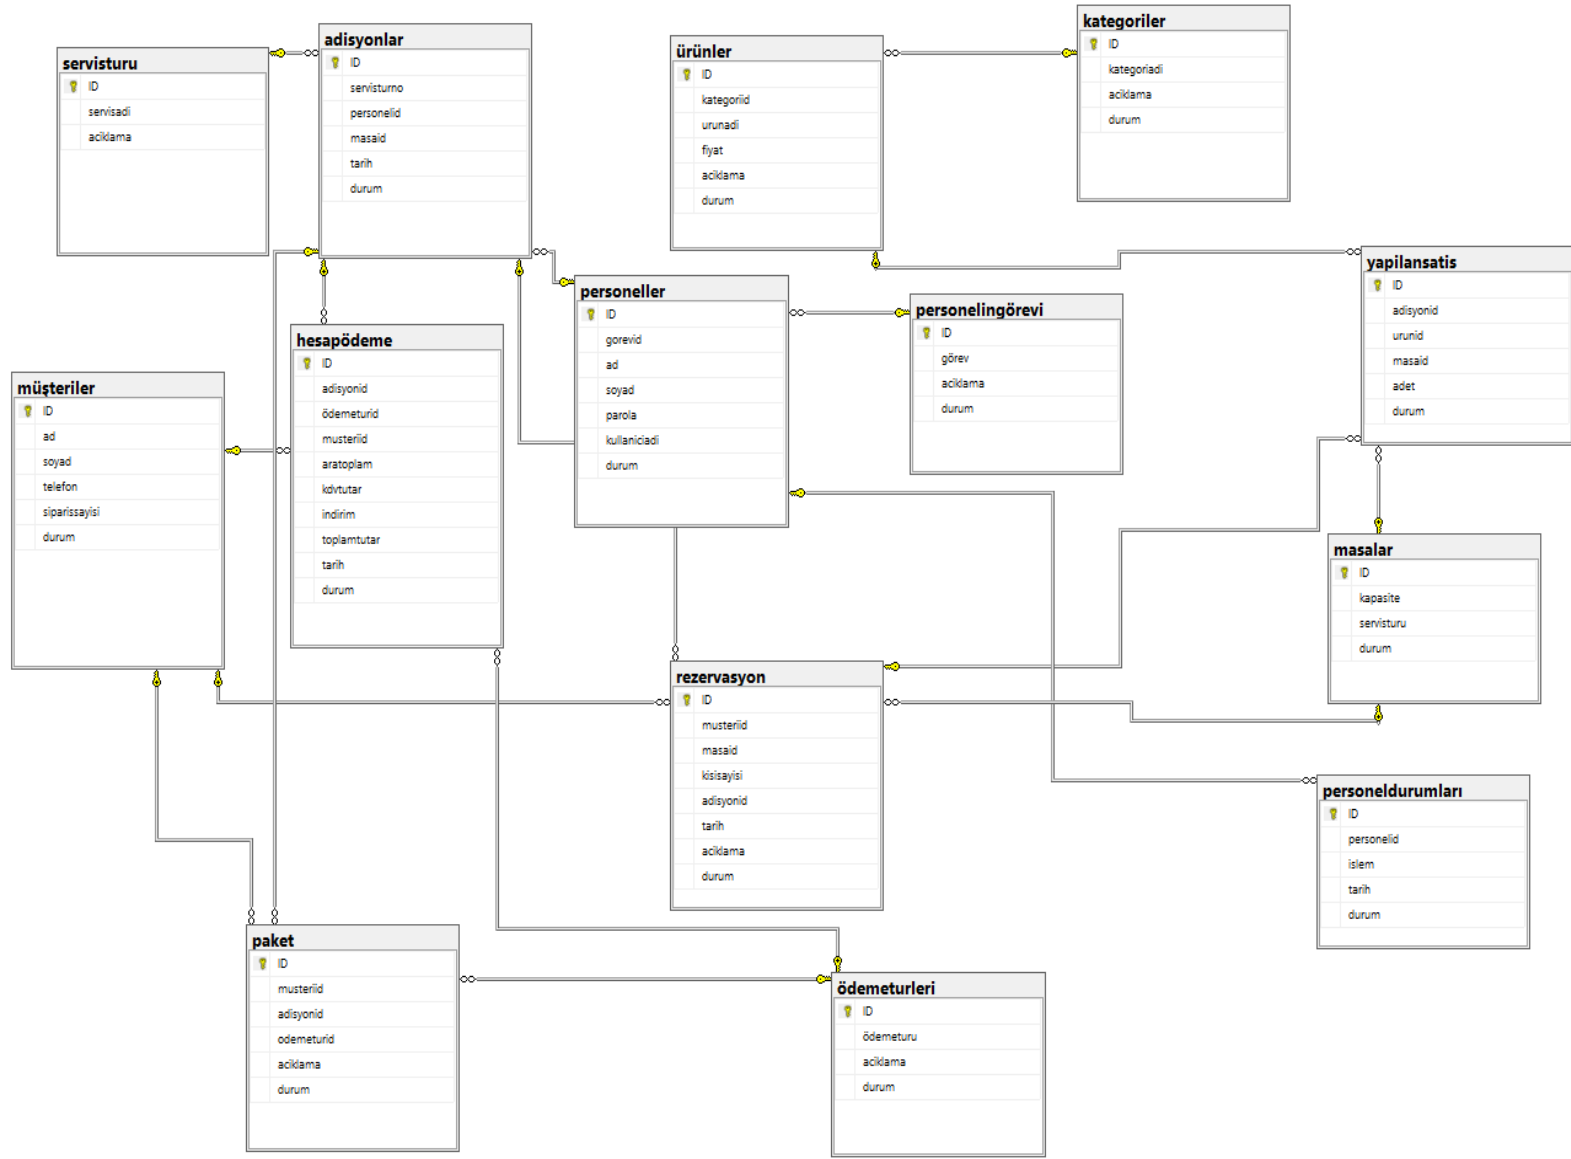 servisturu
ID
servisadi
aciklama
adisyonlar
ID
servisturno
personelid
masaid
tarih
durum
ürünler
ID
kategoriid
urunadi
fiyat
aciklama
durum
kategoriler
ID
kategoriadi
aciklama
durum
yapilansatis
ID
adisyonid
urunid
masaid
adet
durum
personeller
ID
gorevid
ad
soyad
parola
kullaniciadi
durum
personelingörevi
ID
görev
aciklama
durum
hesapödeme
ID
adisyonid
ödemeturid
musteriid
aratoplam
kdvtutar
indirim
toplamtutar
tarih
durum
müşteriler
ID
ad
soyad
telefon
siparissayisi
durum
masalar
ID
kapasite
servisturu
durum
rezervasyon
ID
musteriid
masaid
kisisayisi
adisyonid
tarih
aciklama
durum
personeldurumları
ID
personelid
islem
tarih
durum
paket
ID
musteriid
adisyonid
odemeturid
aciklama
durum
ödemeturleri
ID
ödemeturu
aciklama
durum